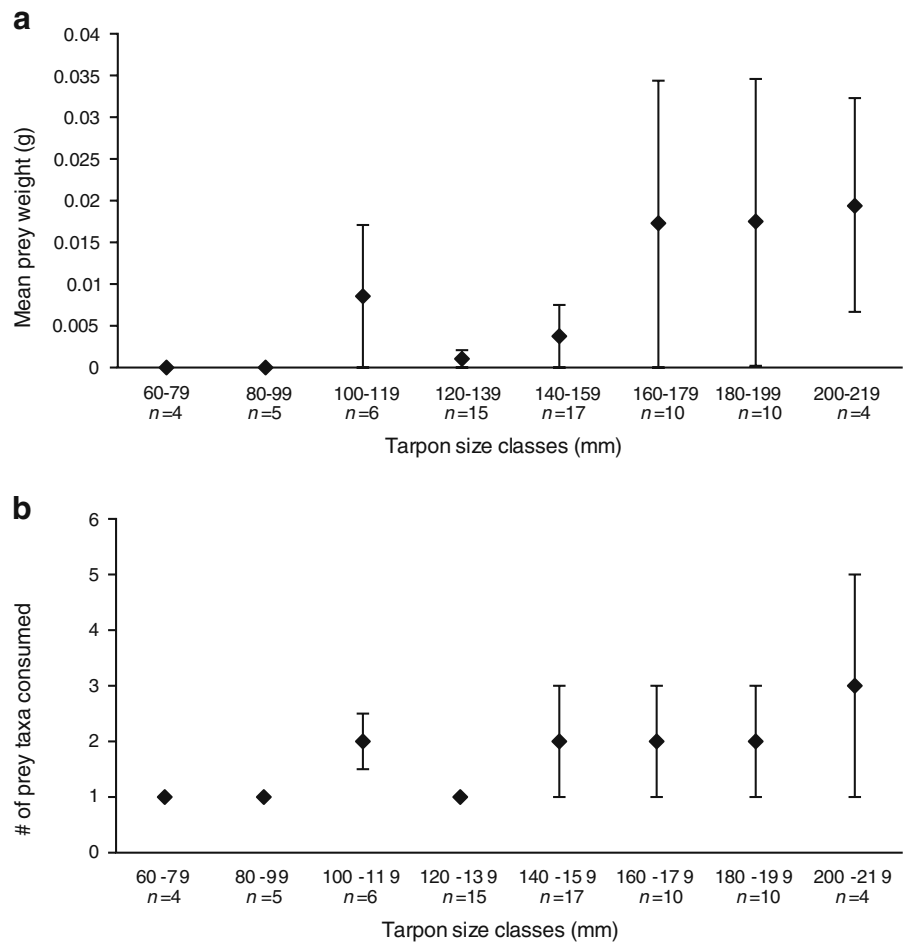 a
0.04
0.035
0.03
0.025
0.02
0.015
0.01
0.005
0
Mean prey weight (g)
60-79 80-99 100-119 120-139 140-159 160-179 180-199 200-219
n=4 n=5 n=6 n=15 n=17 n=10 n=10 n=4
Tarpon size classes (mm)
b
6
5
4
3
2
1
0
# of prey taxa consumed
60 -79 80 -99 100 -11 9 120 -13 9 140 -15 9 160 -17 9 180 -19 9 200 -21 9
n=4 n=5 n=6 n=15 n=17 n=10 n=10 n=4
Tarpon size classes (mm)